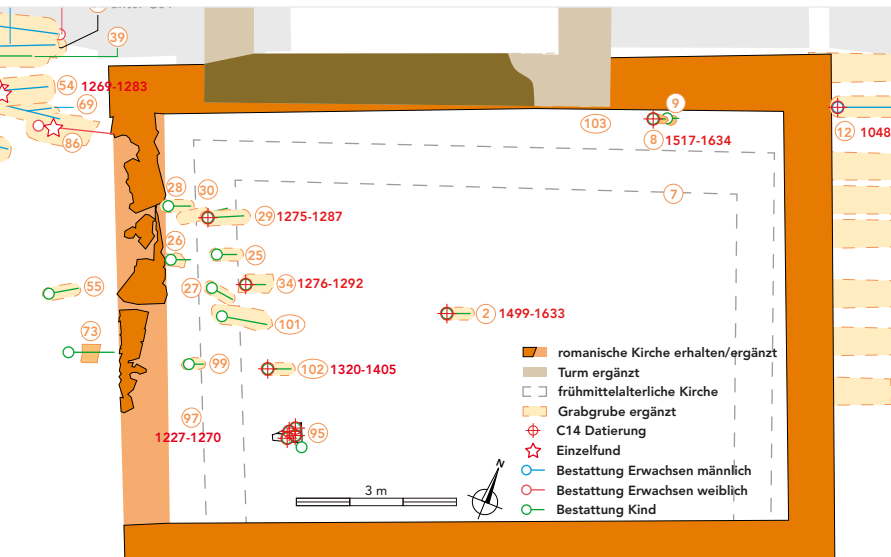 39
54 1269-1283
69
86
9
103
8 1517-1634
12 1048
7
28
30
29 1275-1287
26
25
27
34 1276-1292
55
101
2 1499-1633
73
99
102 1320-1405
97
1227-1270
95
romanische Kirche erhalten/ergänzt
Turm ergänzt
frühmittelalterliche Kirche
Grabgrube ergänzt
C14 Datierung
Einzelfund
Bestattung Erwachsen männlich
Bestattung Erwachsen weiblich
Bestattung Kind
3 m
N